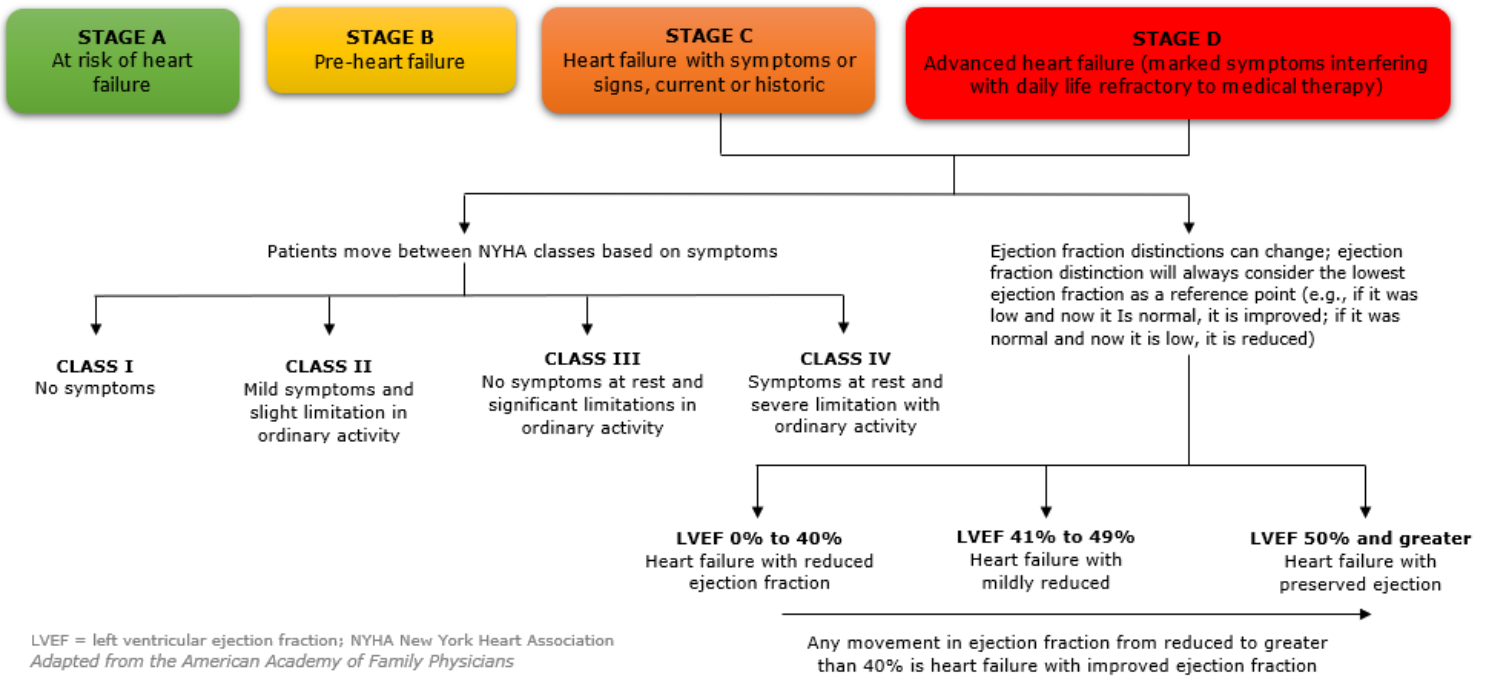 STAGE A
At risk of heart
failure
STAGE B
Pre-heart failure
STAGE C
Heart failure with symptoms or
signs, current or historic
STAGE D
Advanced heart failure (marked symptoms interfering
with daily life refractory to medical therapy)
Patients move between NYHA classes based on symptoms
CLASS I
No symptoms
CLASS II
Mild symptoms and
slight limitation in
ordinary activity
CLASS III
No symptoms at rest and
significant limitations in
ordinary activity
CLASS IV
Symptoms at rest and
severe limitation with
ordinary activity
Ejection fraction distinctions can change; ejection
fraction distinction will always consider the lowest
ejection fraction as a reference point (e.g., if it was
low and now it Is normal, it is improved; if it was
normal and now it is low, it is reduced)
LVEF 0% to 40%
Heart failure with reduced
ejection fraction
LVEF 41% to 49%
Heart failure with
mildly reduced
LVEF 50% and greater
Heart failure with
preserved ejection
Any movement in ejection fraction from reduced to greater
than 40% is heart failure with improved ejection fraction
LVEF = left ventricular ejection fraction; NYHA New York Heart Association
Adapted from the American Academy of Family Physicians